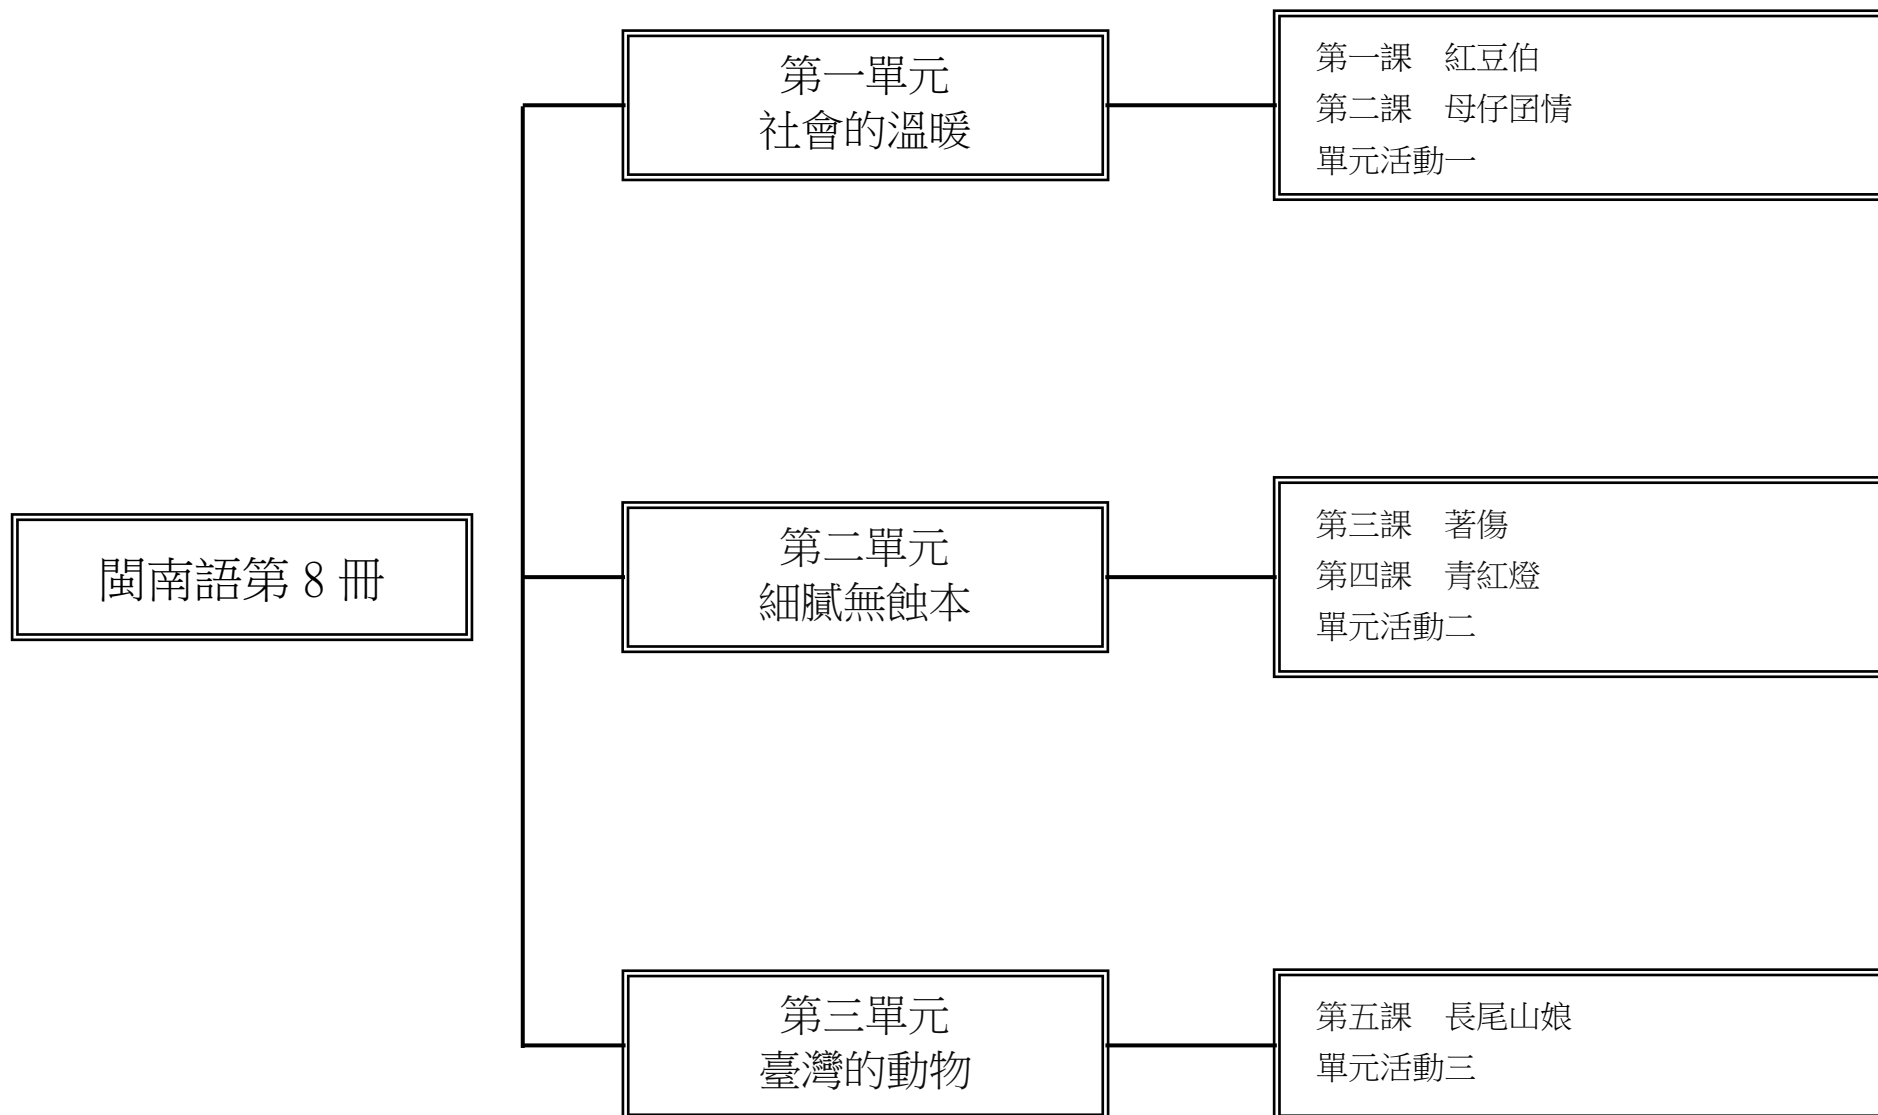 閩南語第 8 冊
第一單元
社會的溫暖
第一課　紅豆伯
第二課　母仔囝情
單元活動一
第二單元
細膩無蝕本
第三課　著傷
第四課　青紅燈
單元活動二
第三單元
臺灣的動物
第五課　長尾山娘
單元活動三